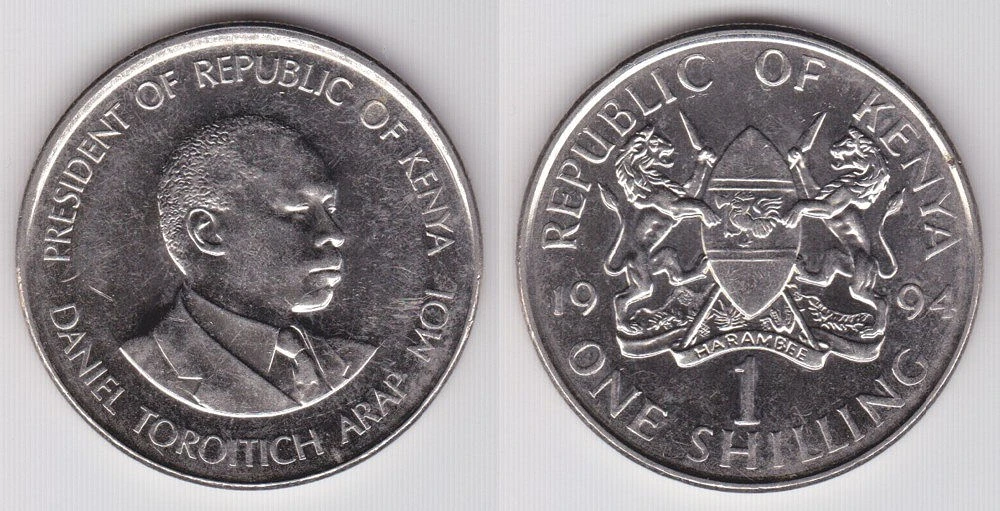 PRESIDENT OF REPUBLIC OF KENYA
DANIEL TOROITICH ARAP MOI
REPUBLIC OF KENYA
19 94
HARAMBEE
1
ONE SHILLING